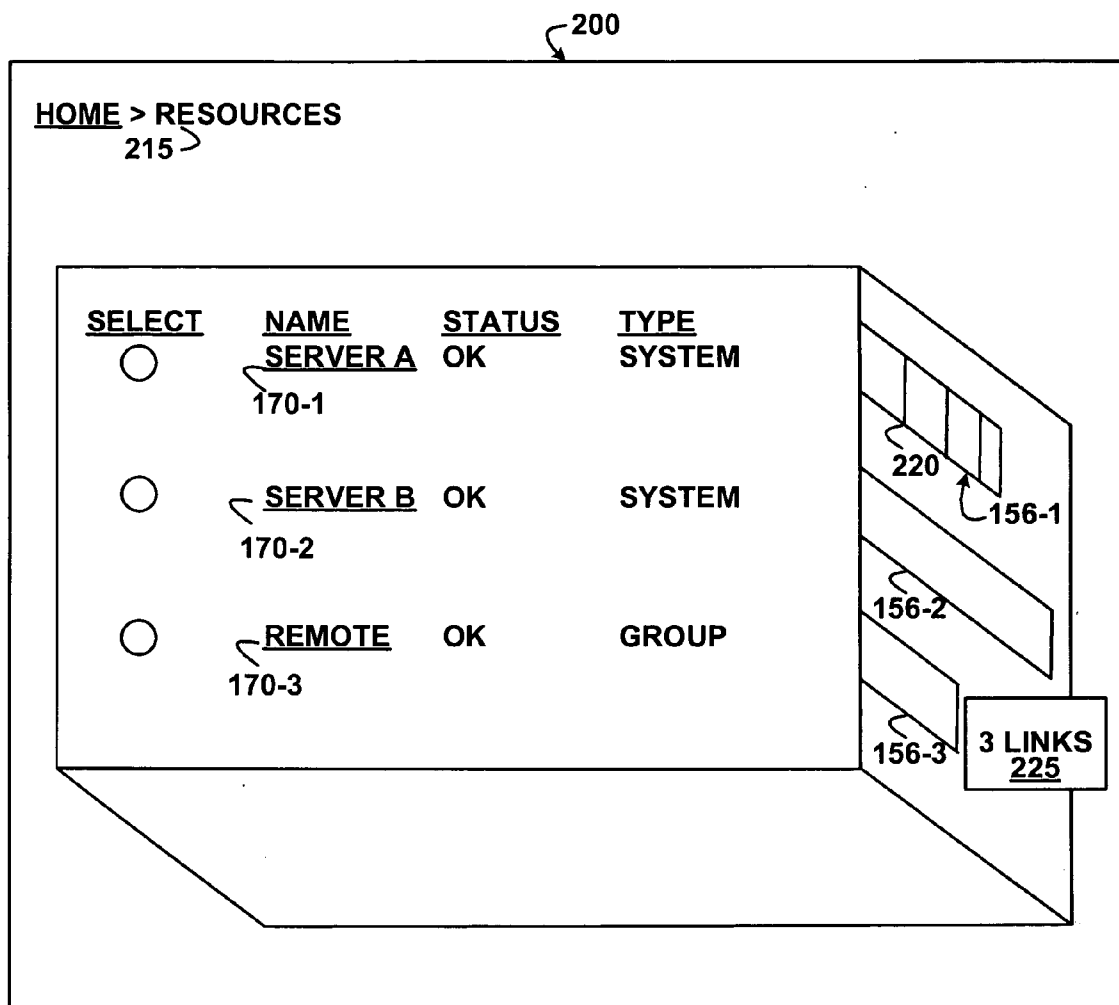 200
HOME > RESOURCES
215
SELECT NAME STATUS TYPE
SERVER A OK SYSTEM
170-1
220
156-1
SERVER B OK SYSTEM
170-2
156-2
REMOTE OK GROUP
170-3
156-3
3 LINKS
225